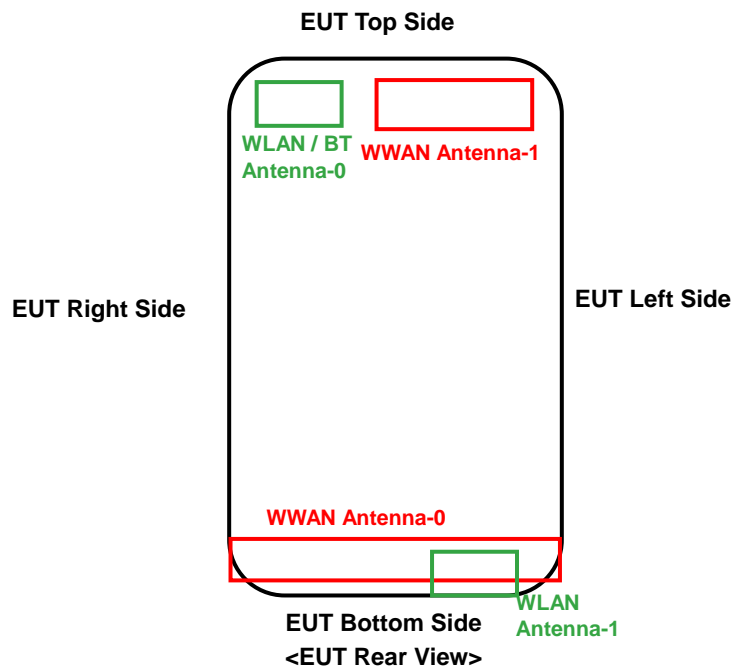 EUT Top Side
WLAN / BT
Antenna-0
WWAN Antenna-1
EUT Right Side
EUT Left Side
WWAN Antenna-0
WLAN
Antenna-1
EUT Bottom Side
<EUT Rear View>